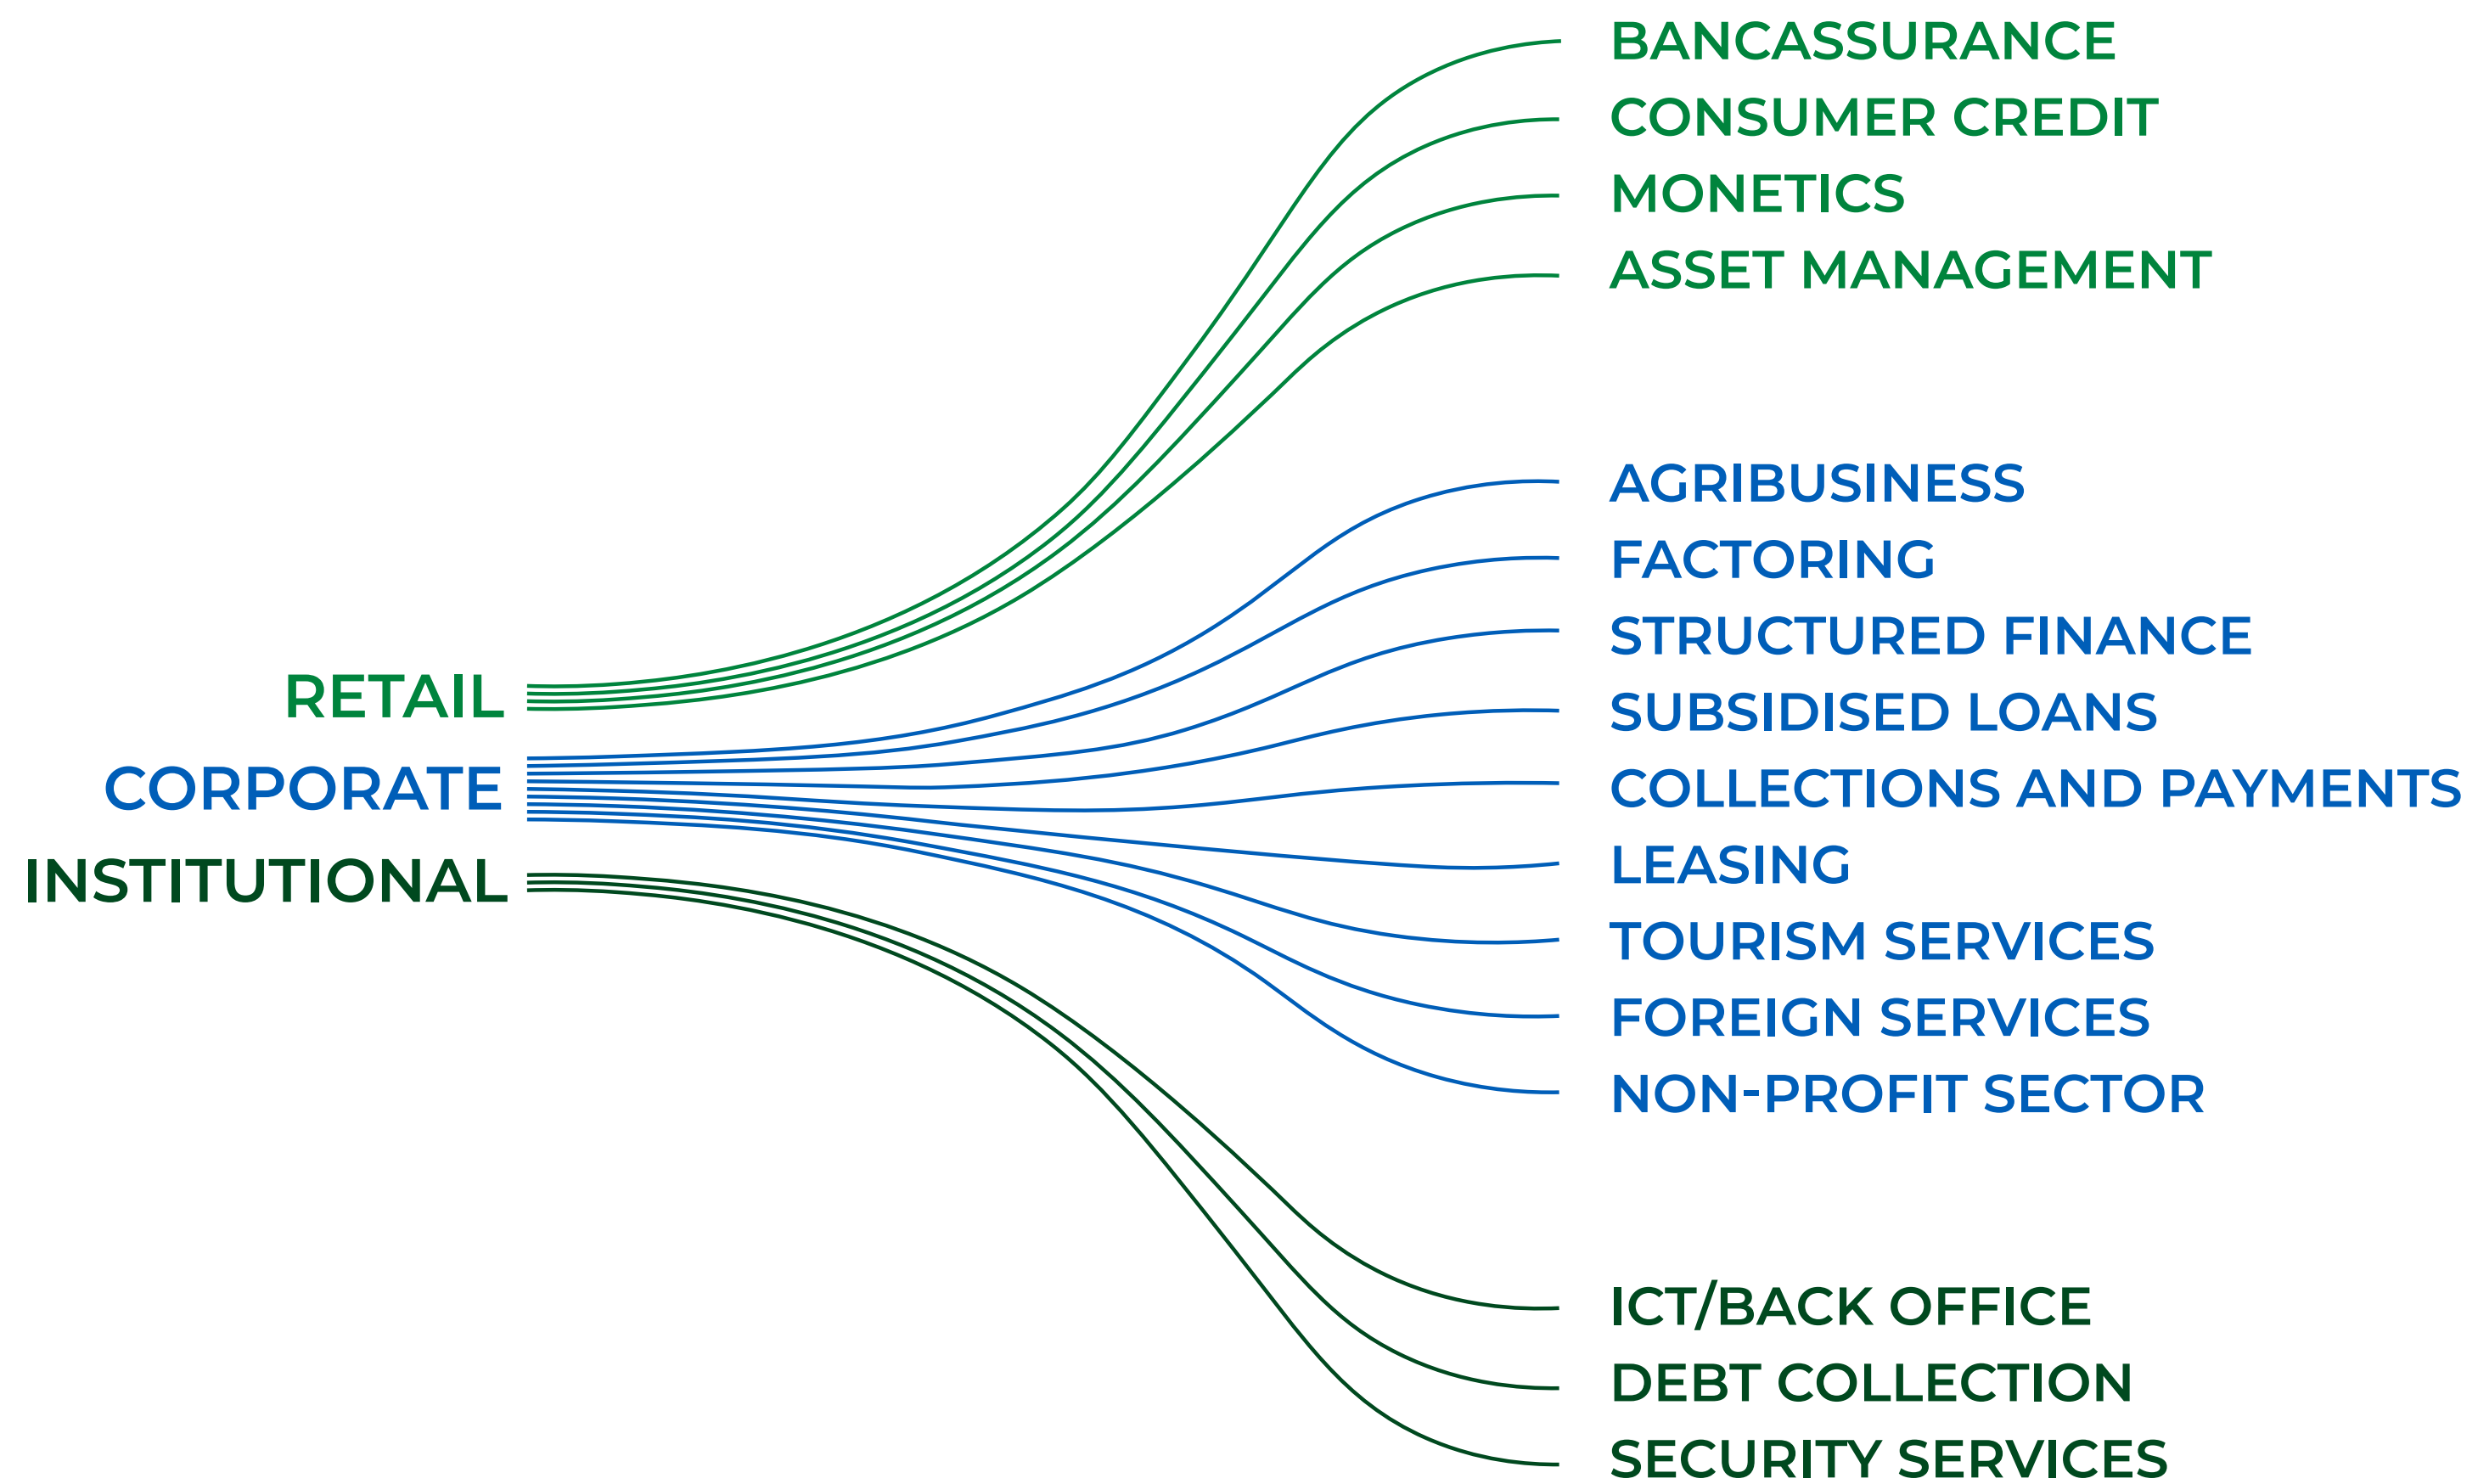 RETAIL
CORPORATE
INSTITUTIONAL
BANCASSURANCE
CONSUMER CREDIT
MONETICS
ASSET MANAGEMENT
AGRIBUSINESS
FACTORING
STRUCTURED FINANCE
SUBSIDISED LOANS
COLLECTIONS AND PAYMENTS
LEASING
TOURISM SERVICES
FOREIGN SERVICES
NON-PROFIT SECTOR
ICT/BACK OFFICE
DEBT COLLECTION
SECURITY SERVICES